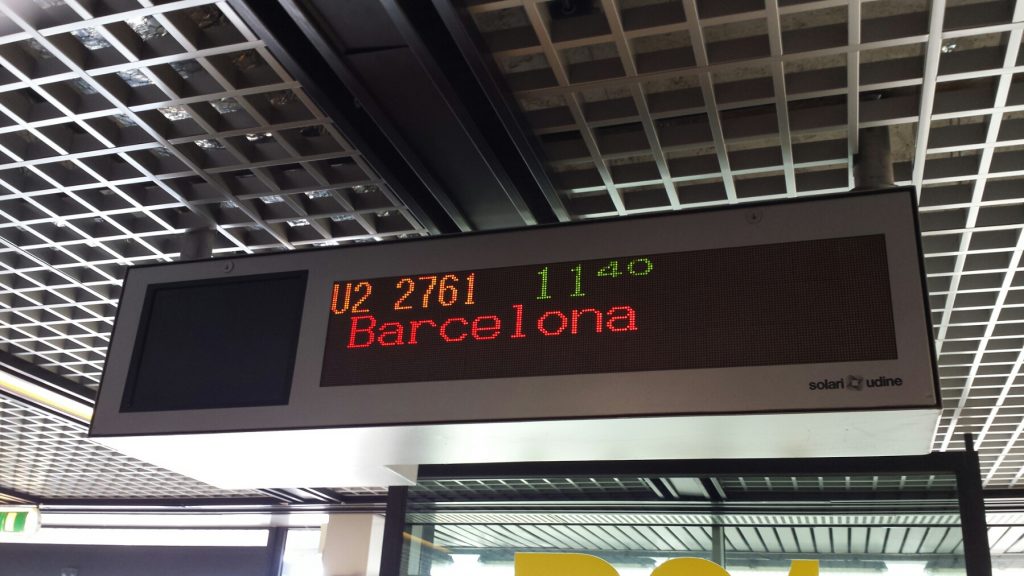 U2 2761 11⁴⁰
Barcelona
solari udine